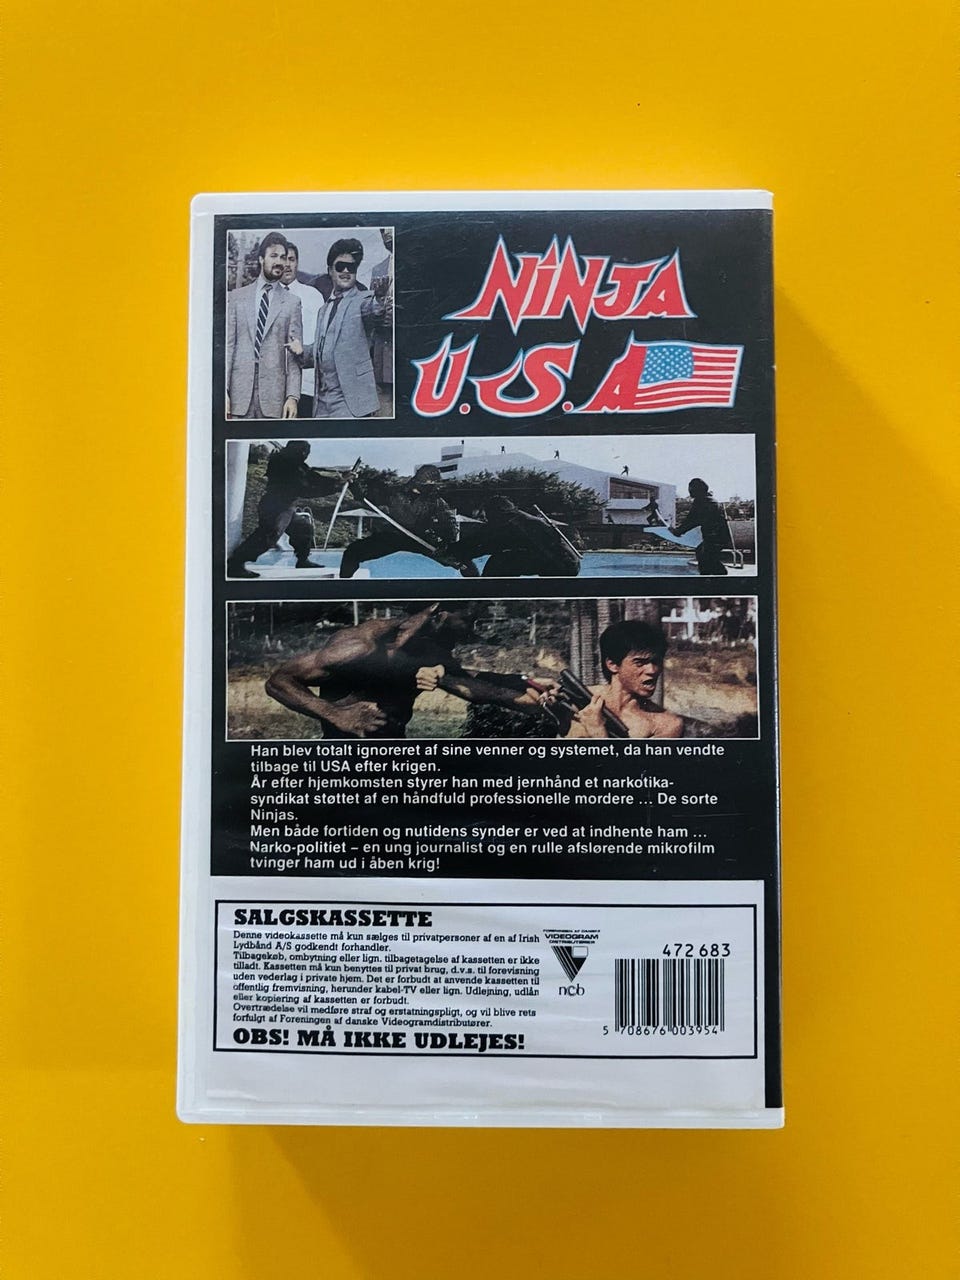 NINJA
U.S.A
Han blev totalt ignoreret af sine venner og systemet, da han vendte
tilbage til USA efter krigen.
År efter hjemkomsten styrer han med jernhånd et narkotika-
syndikat støttet af en håndfuld professionelle mordere ... De sorte
Ninjas.
Men både fortiden og nutidens synder er ved at indhente ham ...
Narko-politiet – en ung journalist og en rulle afslørende mikrofilm
tvinger ham ud i åben krig!
SALGSKASSETTE
Denne videokassette må kun sælges til privatpersoner af en af Irish
Lydbånd A/S godkendt forhandler.
Tilbagekøb, ombytning eller lign. tilbagetagelse af kassetten er ikke
tilladt. Kassetten må kun benyttes til privat brug, d.v.s. til forevisning
uden vederlag i private hjem. Det er forbudt at anvende kassetten til
offentlig fremvisning, herunder kabel-TV eller lign. Udlejning, udlån
eller kopiering af kassetten er forbudt.
Overtrædelse vil medføre straf og erstatningspligt, og vil blive rets
forfulgt af Foreningen af danske Videogramdistributører.
OBS! MÅ IKKE UDLEJES!
FORENINGEN AF DANSKE
VIDEOGRAM
DISTRIBUTØRER
ncb
472 683
5 708676 003954